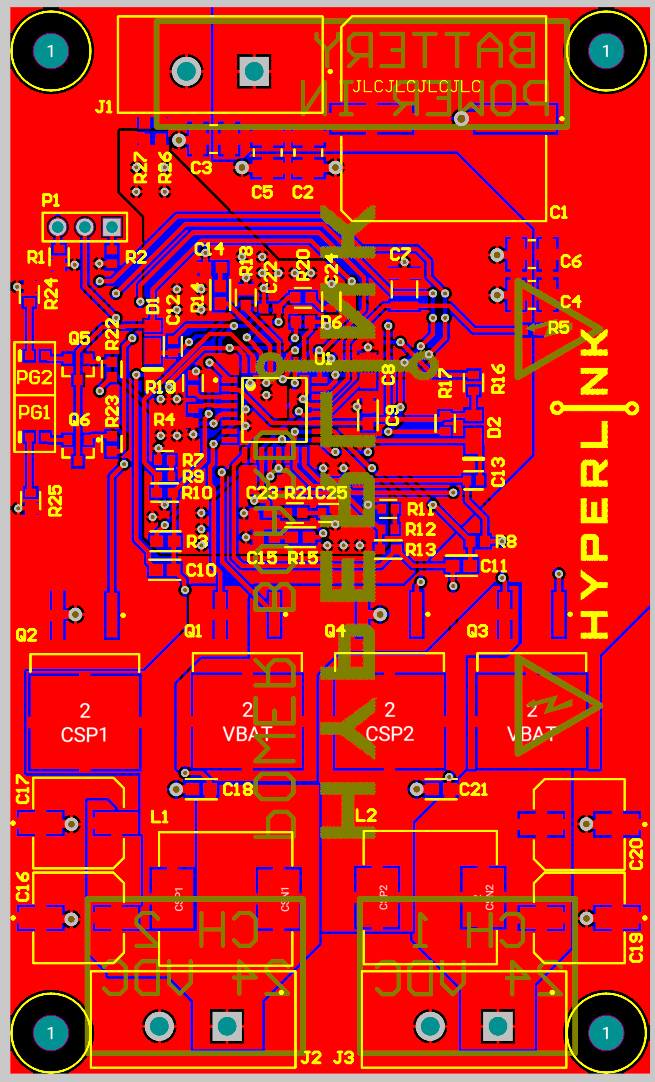 1
1
BATTERY
POWER IN
JLCJLCJLCJLC
J1
R27
R26
C3
C5
C2
C1
P1
R1
R2
C14
R18
C22
R20
C24
C7
C6
C4
R5
R24
D1
C12
R14
R6
Q5
R22
U1
C8
R17
R16
PG2
R19
PG1
Q6
R23
R4
C9
D2
R7
R9
R10
C13
C23
R21
C25
R11
R12
R13
R25
R3
C15
R15
R8
C10
C11
HYPERLINK
HYPERLINK
POWER BOARD
Q2
Q1
Q4
Q3
2
CSP1
2
VBAT
2
CSP2
2
VBAT
C17
C18
C21
L1
L2
C20
C16
CSP1
CSN1
CSP2
CSN2
C19
CH 2
24 VDC
CH 1
24 VDC
1
J2
J3
1